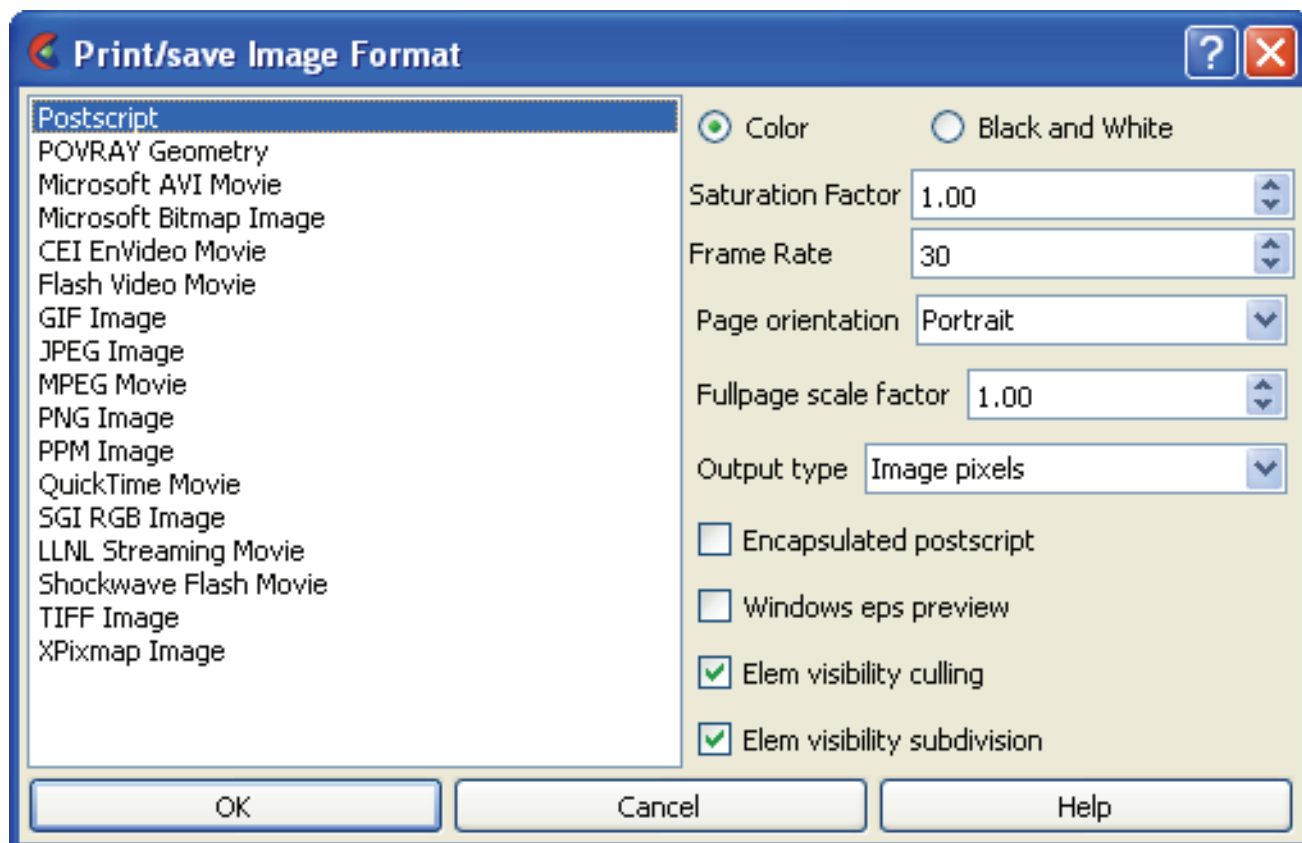 Print/save Image Format
Postscript
POVRAY Geometry
Microsoft AVI Movie
Microsoft Bitmap Image
CEI EnVideo Movie
Flash Video Movie
GIF Image
JPEG Image
MPEG Movie
PNG Image
PPM Image
QuickTime Movie
SGI RGB Image
LLNL Streaming Movie
Shockwave Flash Movie
TIFF Image
XPixmap Image
Color Black and White
Saturation Factor 1.00
Frame Rate 30
Page orientation Portrait
Fullpage scale factor 1.00
Output type Image pixels
Encapsulated postscript
Windows eps preview
Elem visibility culling
Elem visibility subdivision
OK Cancel Help